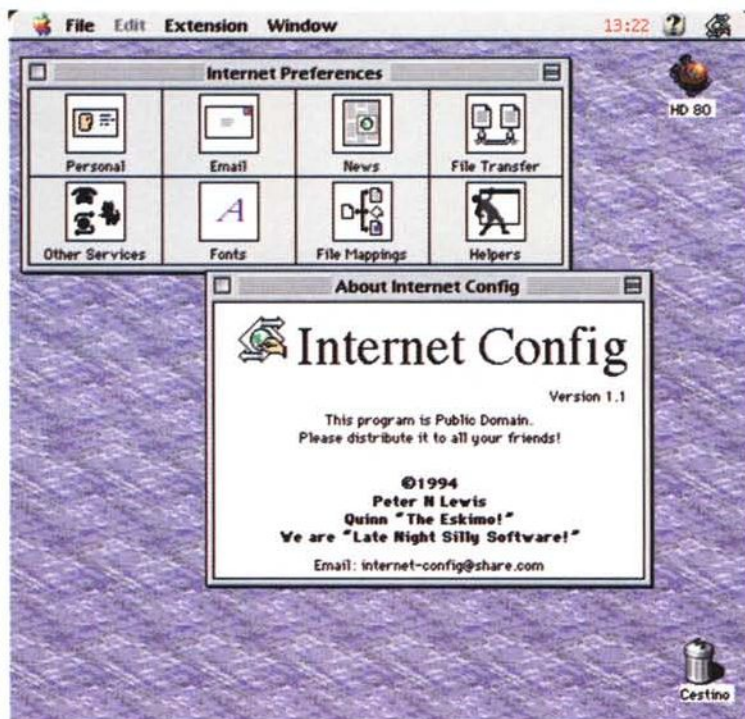 File Edit Extension Window 13:22
HD 80
Internet Preferences
Personal Email News File Transfer
Other Services Fonts File Mappings Helpers
About Internet Config
Internet Config
Version 1.1
This program is Public Domain.
Please distribute it to all your friends!
©1994
Peter N Lewis
Quinn "The Eskimo!"
We are "Late Night Silly Software!"
Email: internet-config@share.com
Cestino